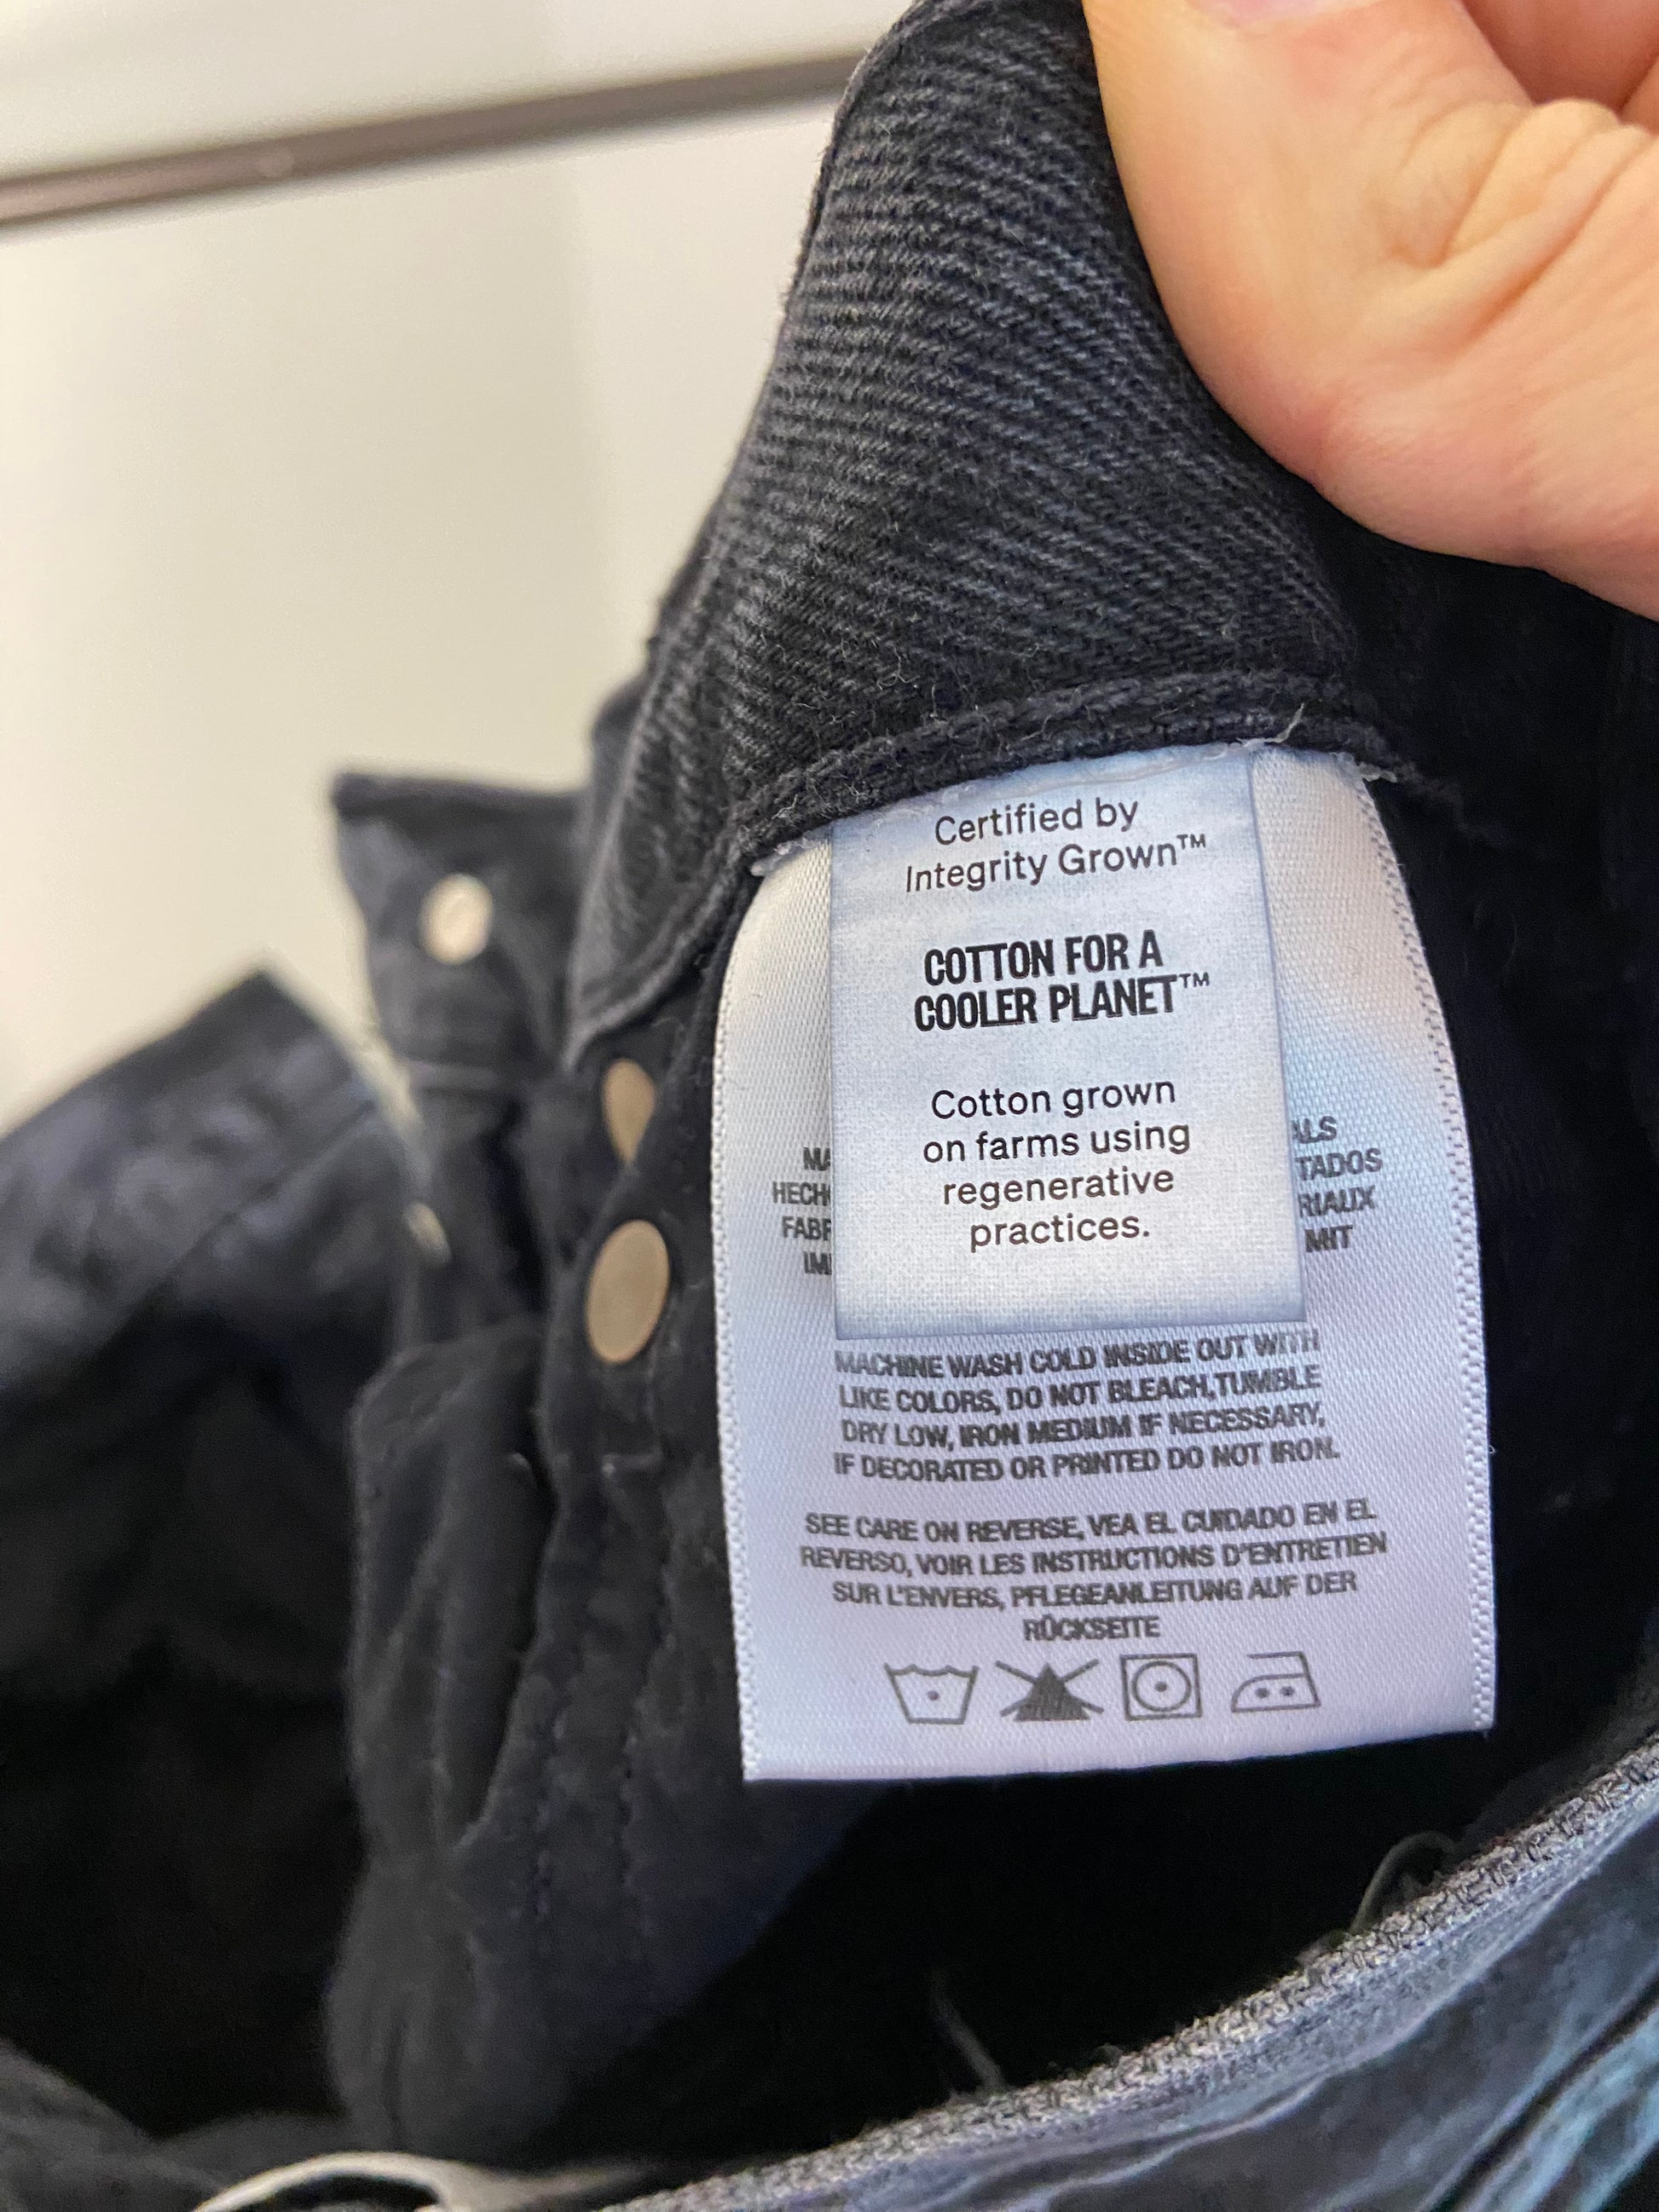 Certified by
Integrity Grown™
COTTON FOR A
COOLER PLANET™
Cotton grown
on farms using
regenerative
practices.
MACHINE WASH COLD INSIDE OUT WITH
LIKE COLORS, DO NOT BLEACH, TUMBLE
DRY LOW, IRON MEDIUM IF NECESSARY,
IF DECORATED OR PRINTED DO NOT IRON.
SEE CARE ON REVERSE, VEA EL CUIDADO EN EL
REVERSO, VOIR LES INSTRUCTIONS D'ENTRETIEN
SUR L'ENVERS, PFLEGEANLEITUNG AUF DER
RÜCKSEITE